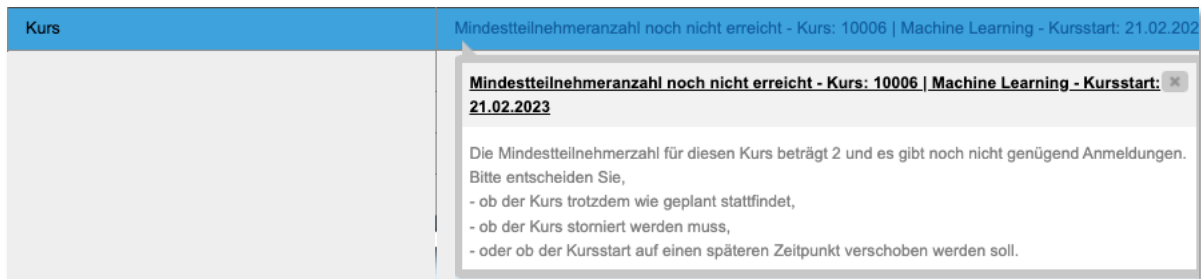 Kurs
Mindestteilnehmeranzahl noch nicht erreicht - Kurs: 10006 | Machine Learning - Kursstart: 21.02.202
Mindestteilnehmeranzahl noch nicht erreicht - Kurs: 10006 | Machine Learning - Kursstart:
21.02.2023
Die Mindestteilnehmerzahl für diesen Kurs beträgt 2 und es gibt noch nicht genügend Anmeldungen.
Bitte entscheiden Sie,
- ob der Kurs trotzdem wie geplant stattfindet,
- ob der Kurs storniert werden muss,
- oder ob der Kursstart auf einen späteren Zeitpunkt verschoben werden soll.